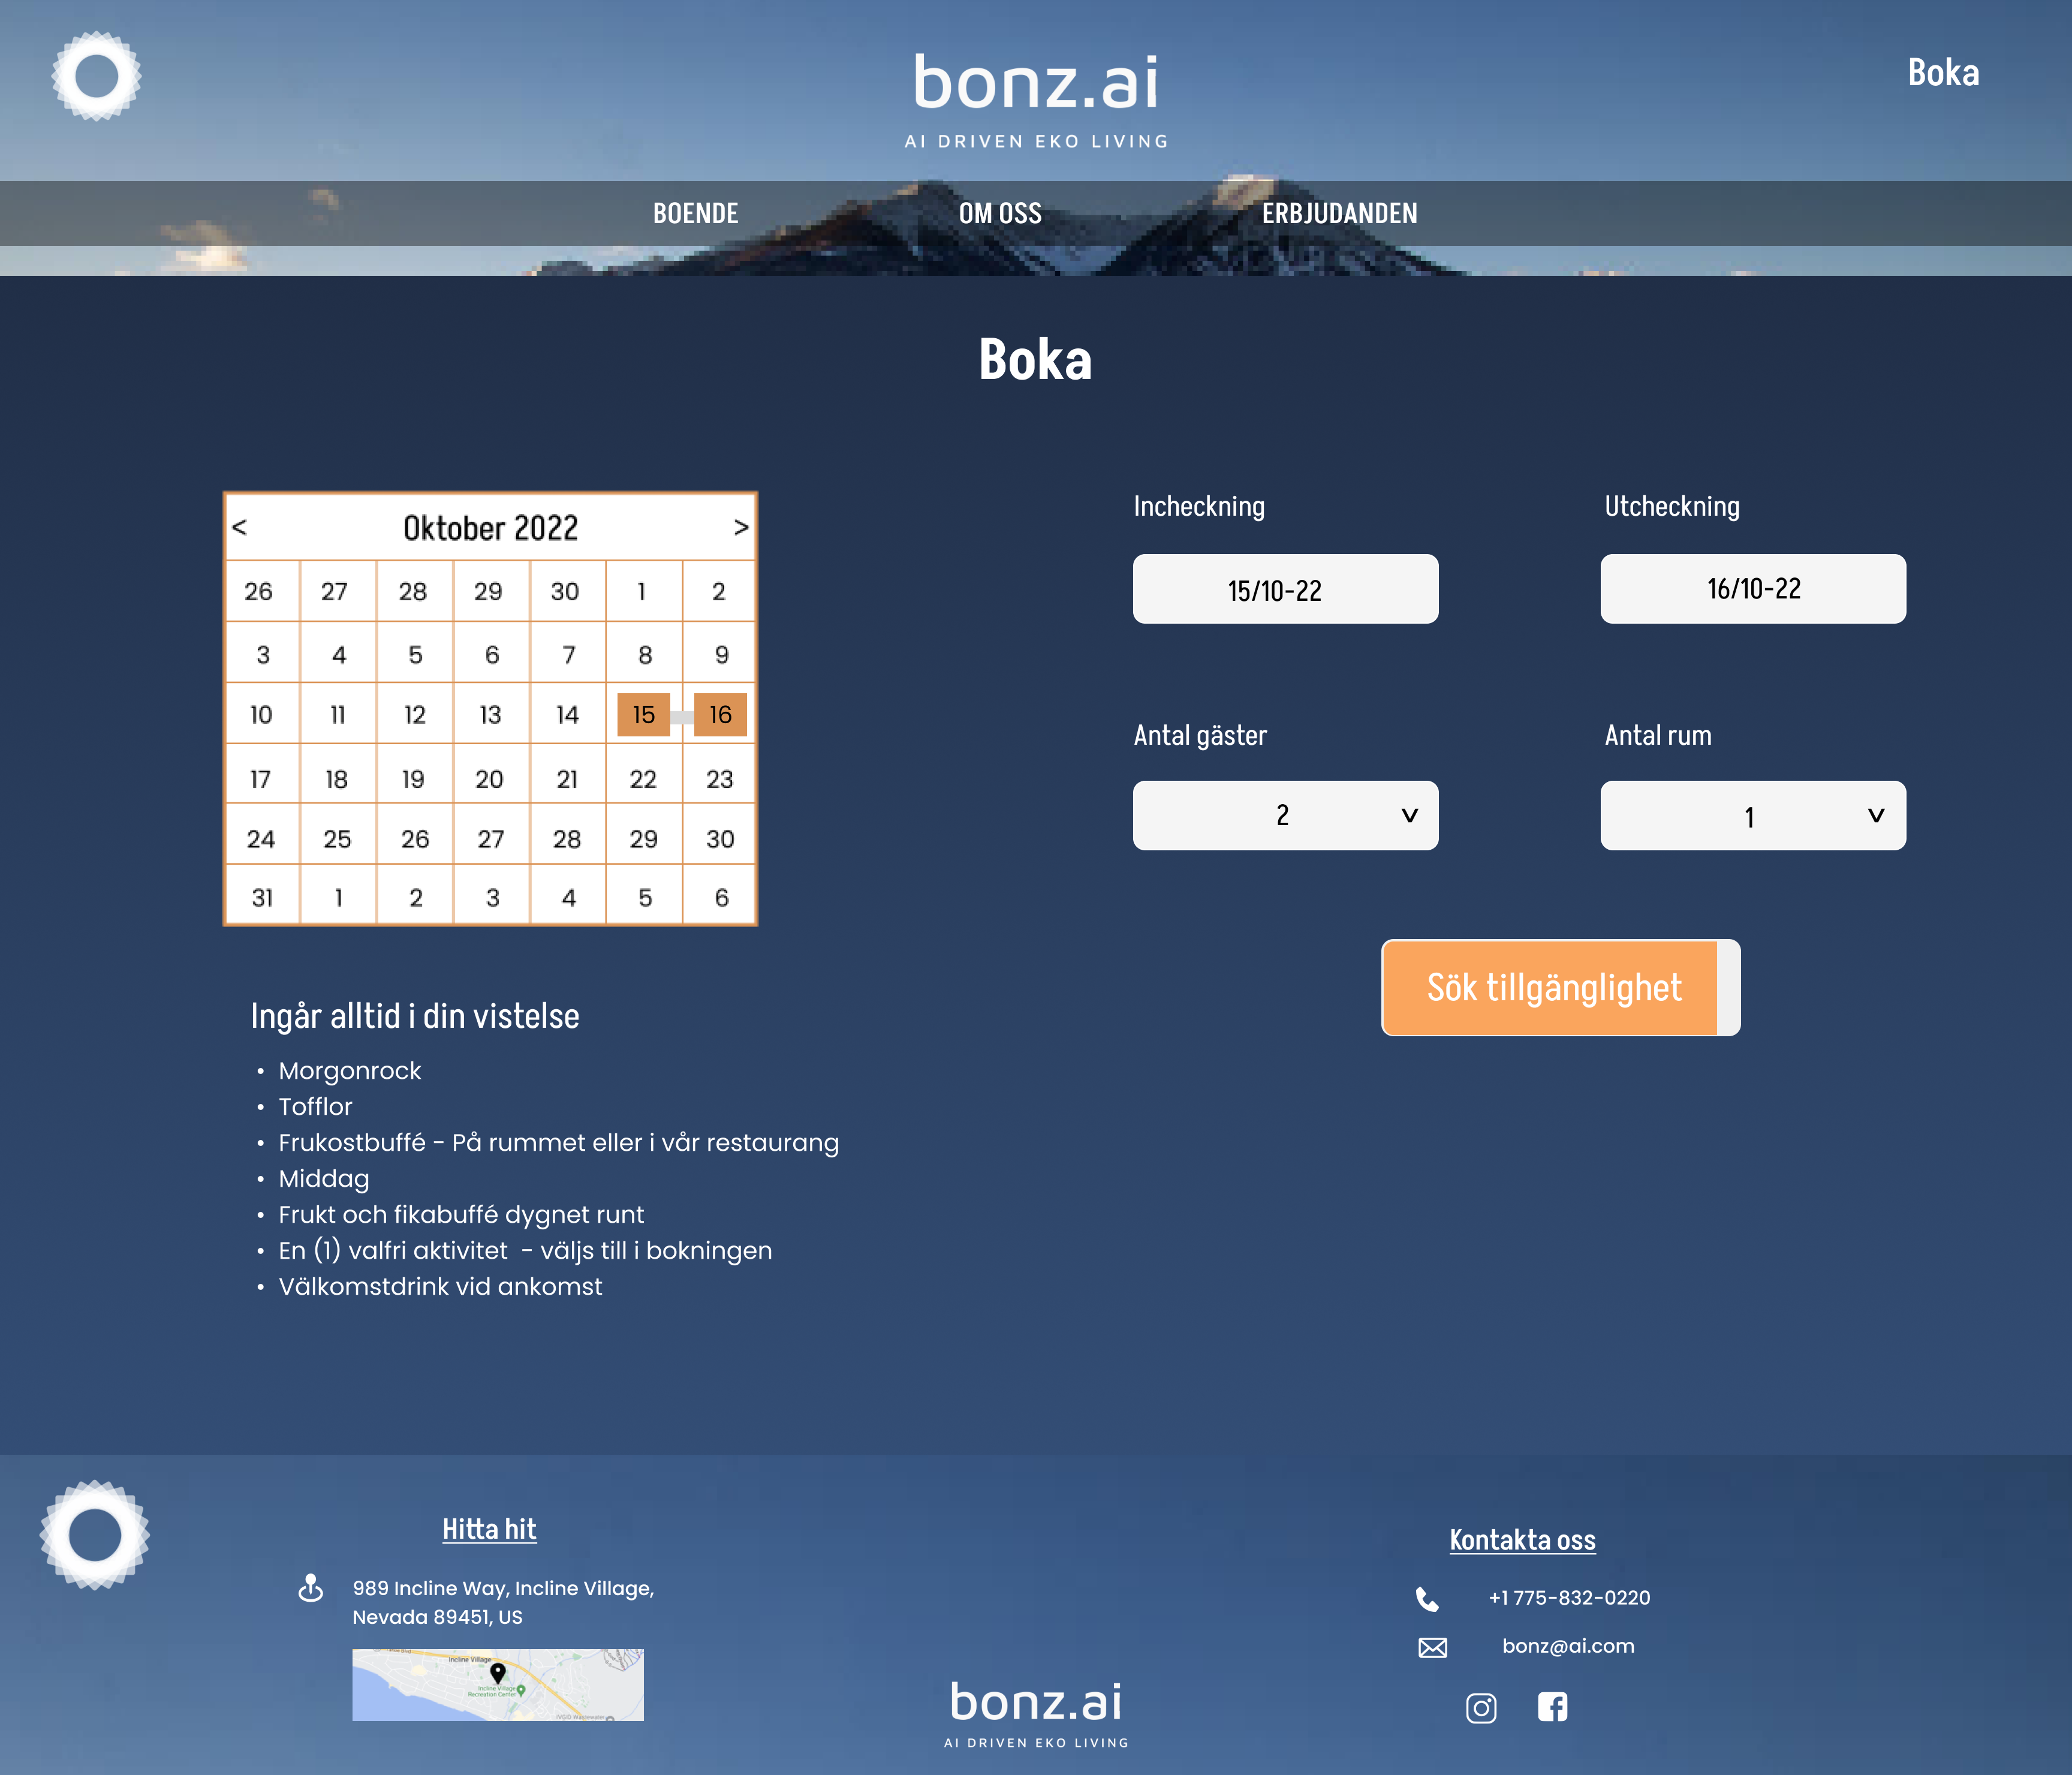 bonz.ai
Boka
AI DRIVEN EKO LIVING
BOENDE OM OSS ERBJUDANDEN
Boka
< Oktober 2022 >
26 27 28 29 30 1 2
3 4 5 6 7 8 9
10 11 12 13 14 15 16
17 18 19 20 21 22 23
24 25 26 27 28 29 30
31 1 2 3 4 5 6
Incheckning Utcheckning
15/10-22 16/10-22
Antal gäster Antal rum
2 1
Sök tillgänglighet
Ingår alltid i din vistelse
• Morgonrock
• Tofflor
• Frukostbuffé - På rummet eller i vår restaurang
• Middag
• Frukt och fikabuffé dygnet runt
• En (1) valfri aktivitet - väljs till i bokningen
• Välkomstdrink vid ankomst
Hitta hit
989 Incline Way, Incline Village,
Nevada 89451, US
Incline Village
Incline Village
Recreation Center
bonz.ai
AI DRIVEN EKO LIVING
Kontakta oss
+1 775-832-0220
bonz@ai.com